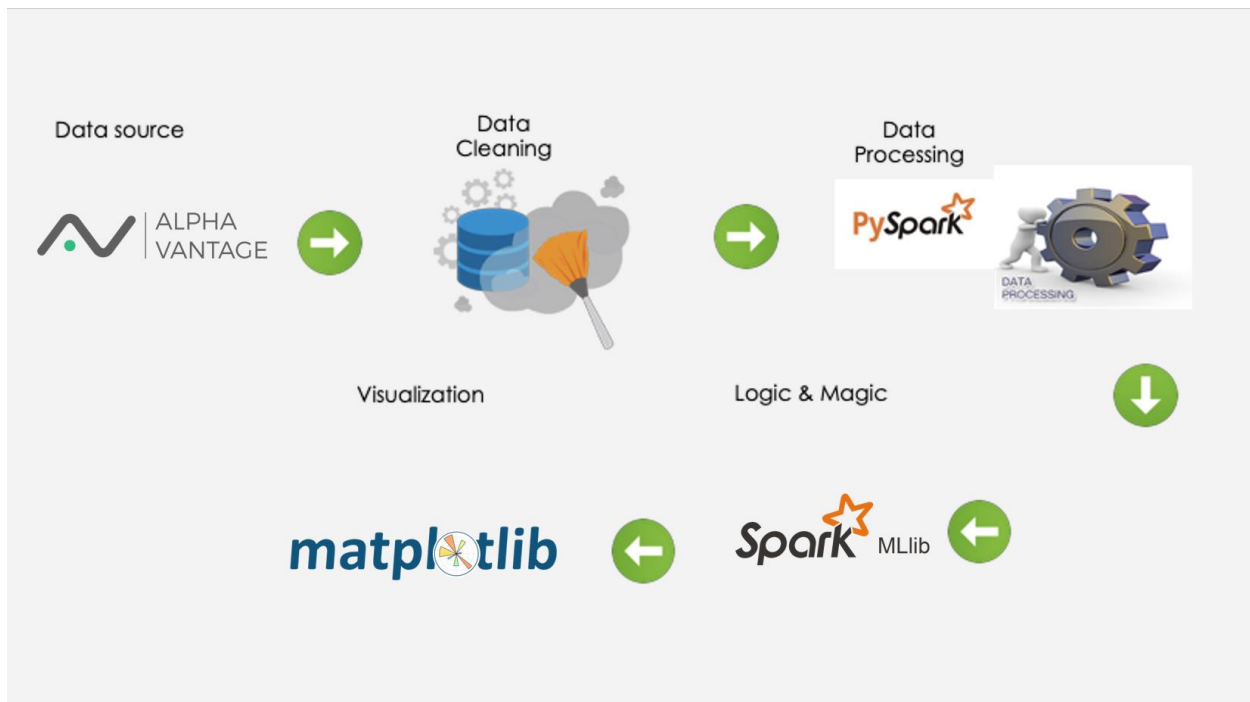 Data source
Data
Cleaning
Data
Processing
ALPHA
VANTAGE
PySpark
DATA
PROCESSING
Visualization
Logic & Magic
matplotlib
Spark MLlib